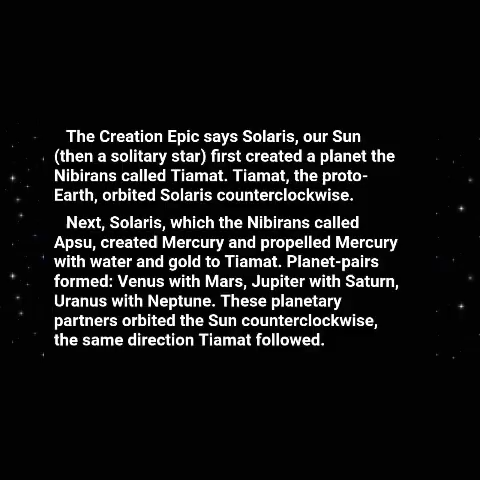 The Creation Epic says Solaris, our Sun
(then a solitary star) first created a planet the
Nibirans called Tiamat. Tiamat, the proto-
Earth, orbited Solaris counterclockwise.
Next, Solaris, which the Nibirans called
Apsu, created Mercury and propelled Mercury
with water and gold to Tiamat. Planet-pairs
formed: Venus with Mars, Jupiter with Saturn,
Uranus with Neptune. These planetary
partners orbited the Sun counterclockwise,
the same direction Tiamat followed.